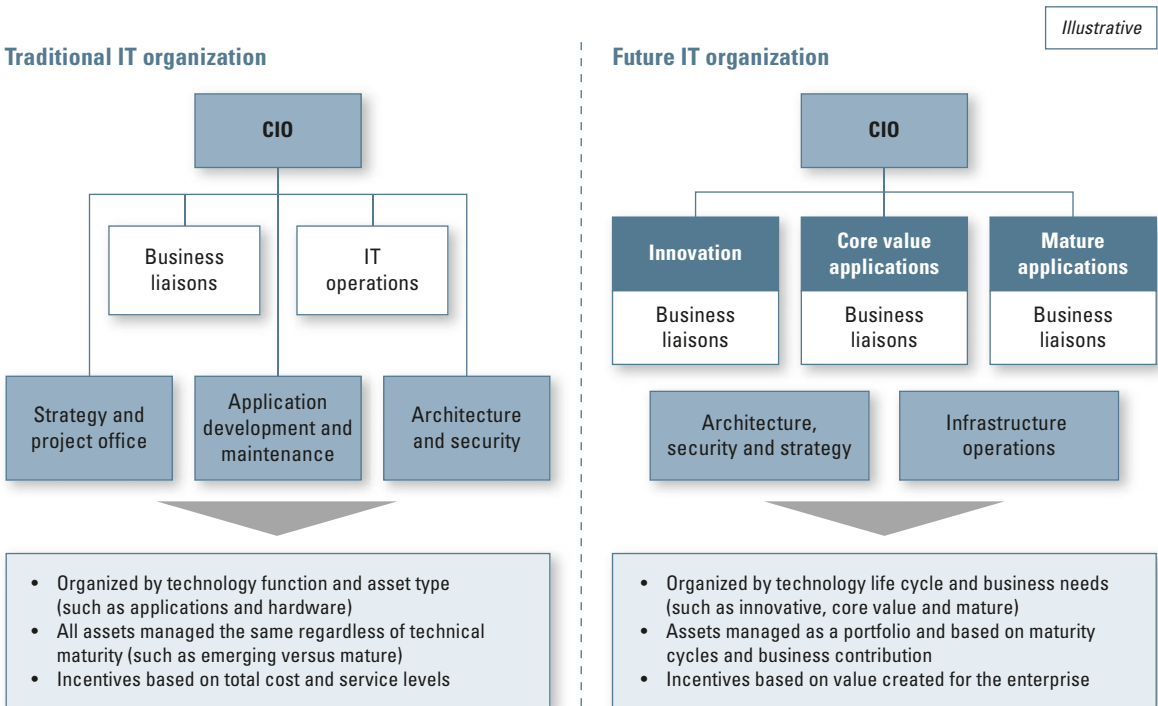 Illustrative
Traditional IT organization
CIO
Business
liaisons
IT
operations
Strategy and
project office
Application
development and
maintenance
Architecture
and security
• Organized by technology function and asset type
(such as applications and hardware)
• All assets managed the same regardless of technical
maturity (such as emerging versus mature)
• Incentives based on total cost and service levels
Future IT organization
CIO
Innovation
Business
liaisons
Core value
applications
Business
liaisons
Mature
applications
Business
liaisons
Architecture,
security and strategy
Infrastructure
operations
• Organized by technology life cycle and business needs
(such as innovative, core value and mature)
• Assets managed as a portfolio and based on maturity
cycles and business contribution
• Incentives based on value created for the enterprise